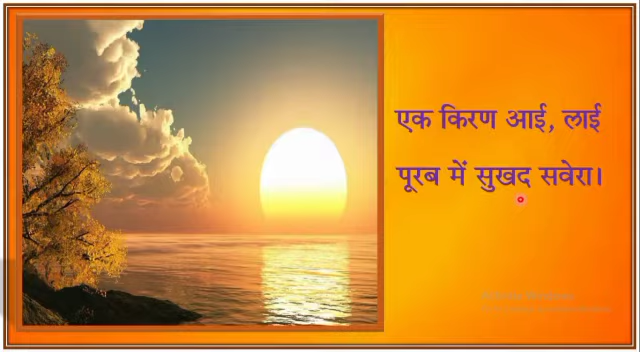 एक किरण आई, लाई
पूरब में सुखद सवेरा।